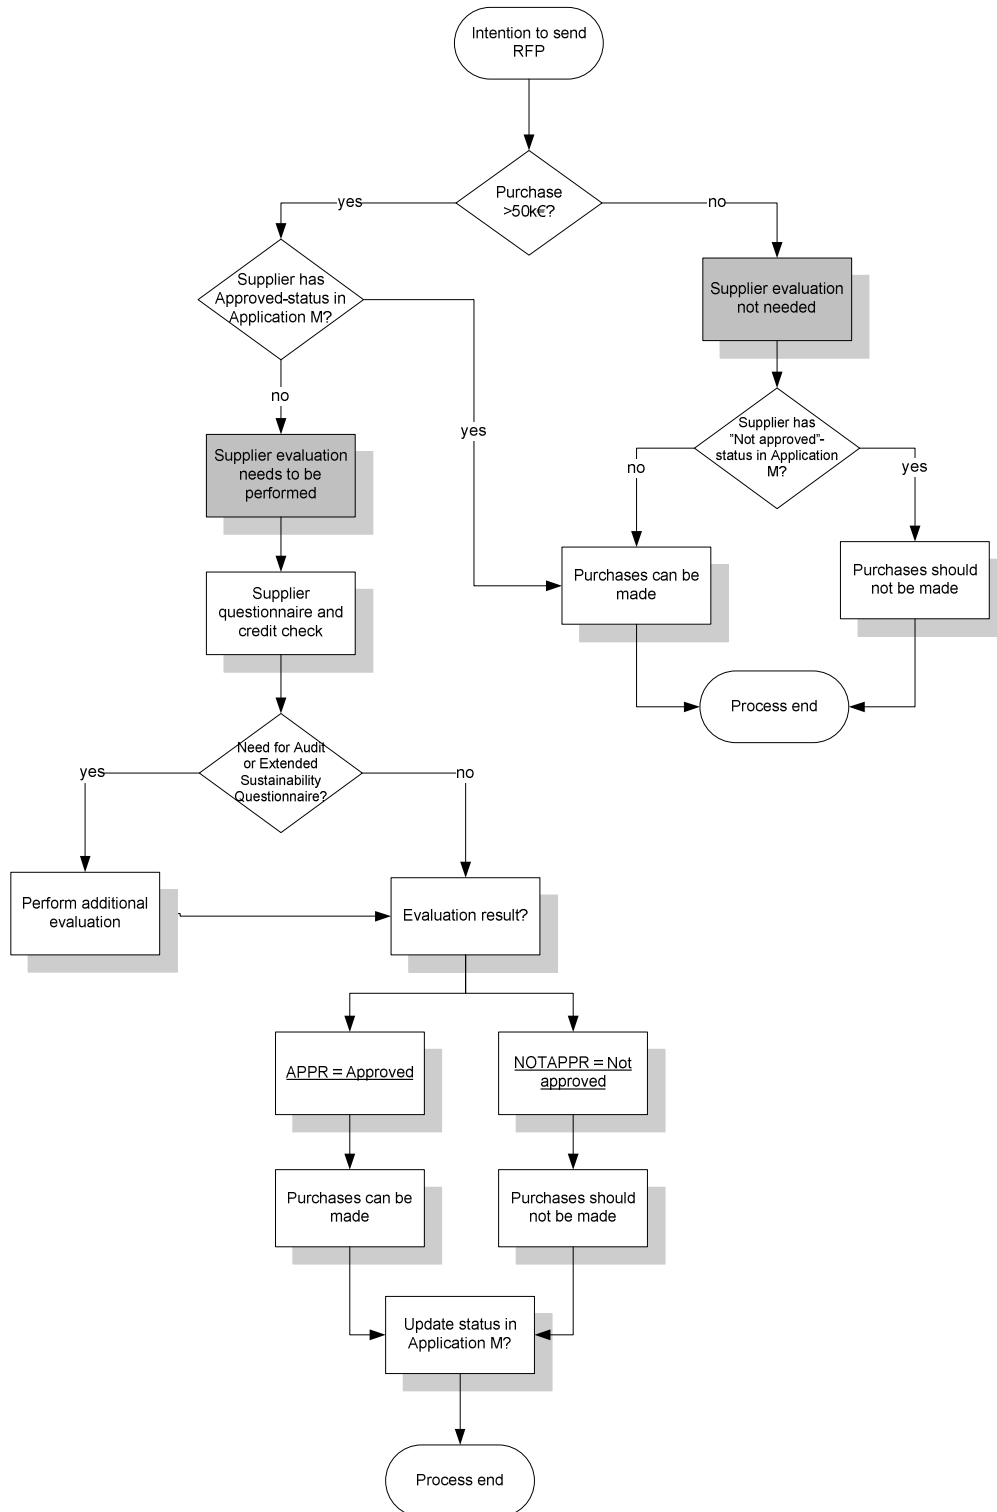 Intention to send
RFP
Purchase
>50k€?
yes
no
Supplier has
Approved-status in
Application M?
Supplier evaluation
not needed
no
yes
Supplier has
”Not approved”-
status in Application
M?
no
yes
Supplier evaluation
needs to be
performed
Purchases can be
made
Purchases should
not be made
Supplier
questionnaire and
credit check
Process end
Need for Audit
or Extended
Sustainability
Questionnaire?
yes
no
Perform additional
evaluation
Evaluation result?
APPR = Approved
NOTAPPR = Not
approved
Purchases can be
made
Purchases should
not be made
Update status in
Application M?
Process end